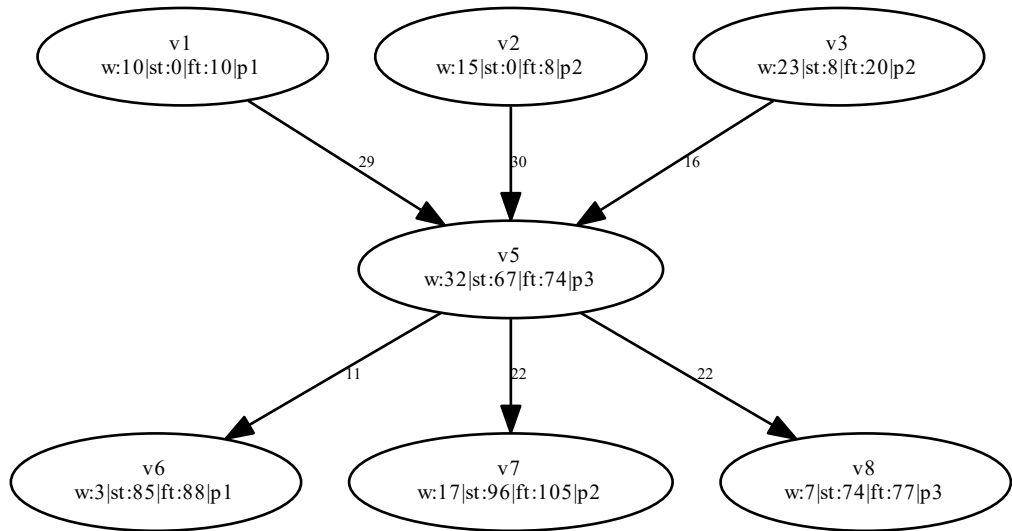 v1
w:10|st:0|ft:10|p1
v2
w:15|st:0|ft:8|p2
v3
w:23|st:8|ft:20|p2
29
30
16
v5
w:32|st:67|ft:74|p3
11
22
22
v6
w:3|st:85|ft:88|p1
v7
w:17|st:96|ft:105|p2
v8
w:7|st:74|ft:77|p3